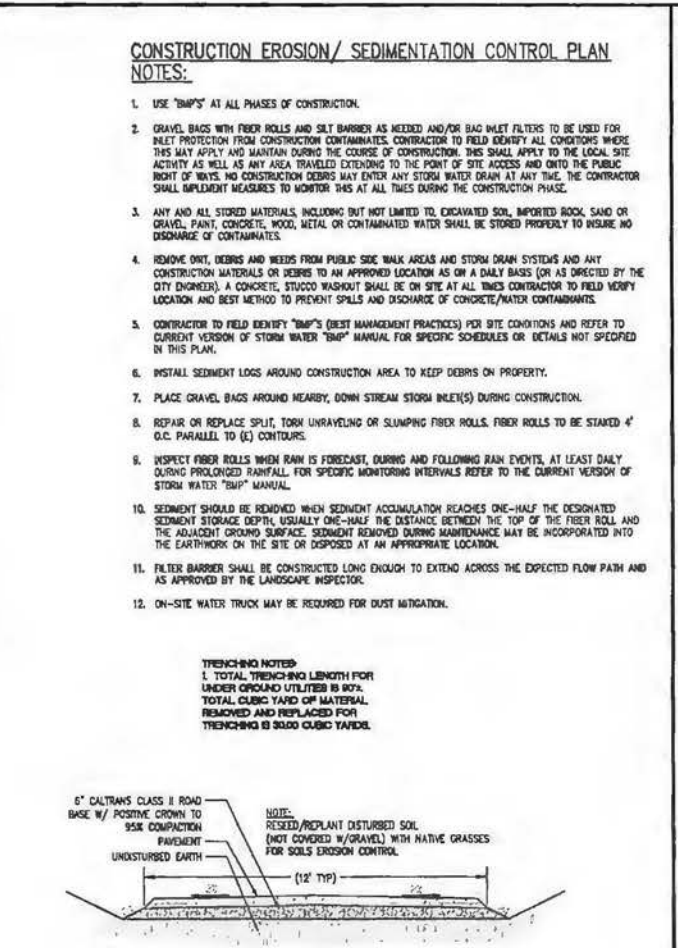 CONSTRUCTION EROSION/ SEDIMENTATION CONTROL PLAN
NOTES:
1. USE "BMP'S" AT ALL PHASES OF CONSTRUCTION.
2. GRAVEL BAGS WITH FIBER ROLLS AND SILT BARRIER AS NEEDED AND/OR BAG INLET FILTERS TO BE USED FOR
INLET PROTECTION FROM CONSTRUCTION CONTAMINATES. CONTRACTOR TO FIELD IDENTIFY ALL CONDITIONS WHERE
THIS MAY APPLY AND MAINTAIN DURING THE COURSE OF CONSTRUCTION. THIS SHALL APPLY TO THE LOCAL SITE
ACTIVITY AS WELL AS ANY AREA TRAVELED EXTENDING TO THE POINT OF SITE ACCESS AND ONTO THE PUBLIC
RIGHT OF WAYS. NO CONSTRUCTION DEBRIS MAY ENTER ANY STORM WATER DRAIN AT ANY TIME. THE CONTRACTOR
SHALL IMPLEMENT MEASURES TO MONITOR THIS AT ALL TIMES DURING THE CONSTRUCTION PHASE.
3. ANY AND ALL STORED MATERIALS, INCLUDING BUT NOT LIMITED TO, EXCAVATED SOIL, IMPORTED ROCK, SAND OR
GRAVEL, PAINT, CONCRETE, WOOD, METAL OR CONTAMINATED WATER SHALL BE STORED PROPERLY TO INSURE NO
DISCHARGE OF CONTAMINATES.
4. REMOVE DIRT, DEBRIS AND WEEDS FROM PUBLIC SIDE WALK AREAS AND STORM DRAIN SYSTEMS AND ANY
CONSTRUCTION MATERIALS OR DEBRIS TO AN APPROVED LOCATION AS ON A DAILY BASIS (OR AS DIRECTED BY THE
CITY ENGINEER). A CONCRETE, STUCCO WASHOUT SHALL BE ON SITE AT ALL TIMES CONTRACTOR TO FIELD VERIFY
LOCATION AND BEST METHOD TO PREVENT SPILLS AND DISCHARGE OF CONCRETE/WATER CONTAMINANTS.
5. CONTRACTOR TO FIELD IDENTIFY "BMP"S (BEST MANAGEMENT PRACTICES) PER SITE CONDITIONS AND REFER TO
CURRENT VERSION OF STORM WATER "BMP" MANUAL FOR SPECIFIC SCHEDULES OR DETAILS NOT SPECIFIED
IN THIS PLAN.
6. INSTALL SEDIMENT LOGS AROUND CONSTRUCTION AREA TO KEEP DEBRIS ON PROPERTY.
7. PLACE GRAVEL BAGS AROUND NEARBY, DOWN STREAM STORM INLET(S) DURING CONSTRUCTION.
8. REPAIR OR REPLACE SPLIT, TORN UNRAVELING OR SLUMPING FIBER ROLLS. FIBER ROLLS TO BE STAKED 4'
O.C. PARALLEL TO (E) CONTOURS.
9. INSPECT FIBER ROLLS WHEN RAIN IS FORECAST, DURING AND FOLLOWING RAIN EVENTS, AT LEAST DAILY
DURING PROLONGED RAINFALL. FOR SPECIFIC MONITORING INTERVALS REFER TO THE CURRENT VERSION OF
STORM WATER "BMP" MANUAL
10. SEDIMENT SHOULD BE REMOVED WHEN SEDIMENT ACCUMULATION REACHES ONE-HALF THE DESIGNATED
SEDIMENT STORAGE DEPTH, USUALLY ONE-HALF THE DISTANCE BETWEEN THE TOP OF THE FIBER ROLL AND
THE ADJACENT GROUND SURFACE. SEDIMENT REMOVED DURING MAINTENANCE MAY BE INCORPORATED INTO
THE EARTHWORK ON THE SITE OR DISPOSED AT AN APPROPRIATE LOCATION.
11. FILTER BARRIER SHALL BE CONSTRUCTED LONG ENOUGH TO EXTEND ACROSS THE EXPECTED FLOW PATH AND
AS APPROVED BY THE LANDSCAPE INSPECTOR.
12. ON-SITE WATER TRUCK MAY BE REQUIRED FOR DUST MITIGATION.
TRENCHING NOTES:
1. TOTAL TRENCHING LENGTH FOR
UNDER GROUND UTILITIES IS 90'±.
TOTAL CUBIC YARD OF MATERIAL
REMOVED AND REPLACED FOR
TRENCHING IS 30.00 CUBIC YARDS.
6" CALTRANS CLASS II ROAD
BASE W/ POSITIVE CROWN TO
95% COMPACTION
PAVEMENT
UNDISTURBED EARTH
NOTE:
RESEED/REPLANT DISTURBED SOIL
(NOT COVERED W/GRAVEL) WITH NATIVE GRASSES
FOR SOILS EROSION CONTROL
(12' TYP)
2%
2%